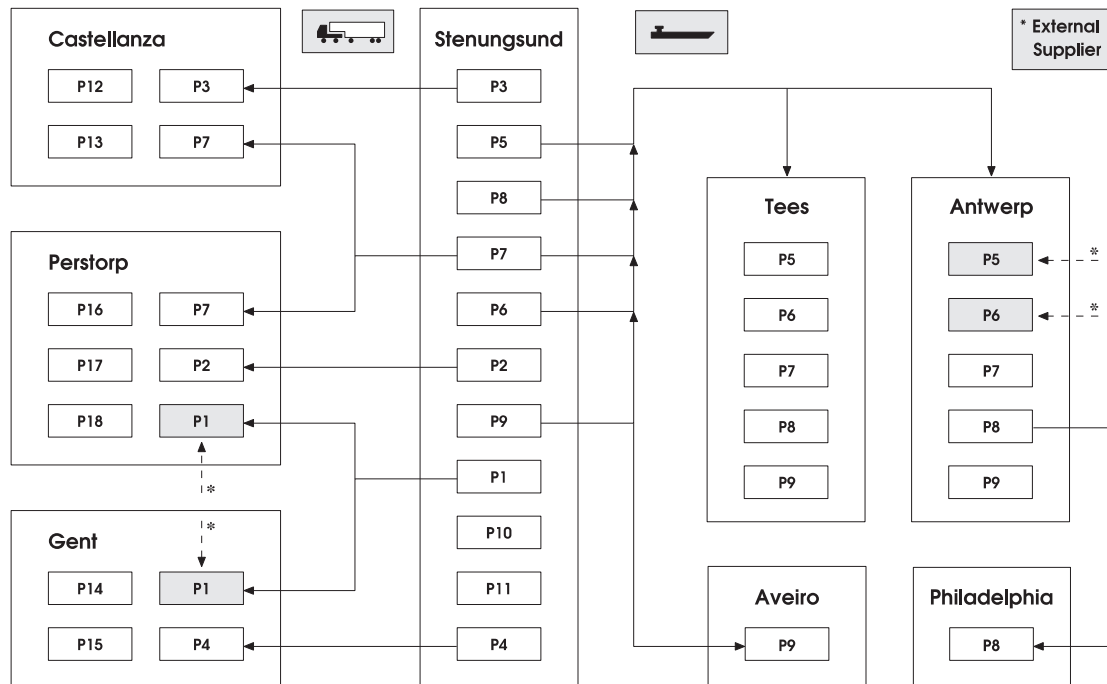 Castellanza
P12
P3
P13
P7
Perstorp
P16
P7
P17
P2
P18
P1
*
*
Gent
P14
P1
P15
P4
Stenungsund
P3
P5
P8
P7
P6
P2
P9
P1
P10
P11
P4
* External
Supplier
Tees
P5
P6
P7
P8
P9
Antwerp
P5
*
P6
*
P7
P8
P9
Aveiro
P9
Philadelphia
P8